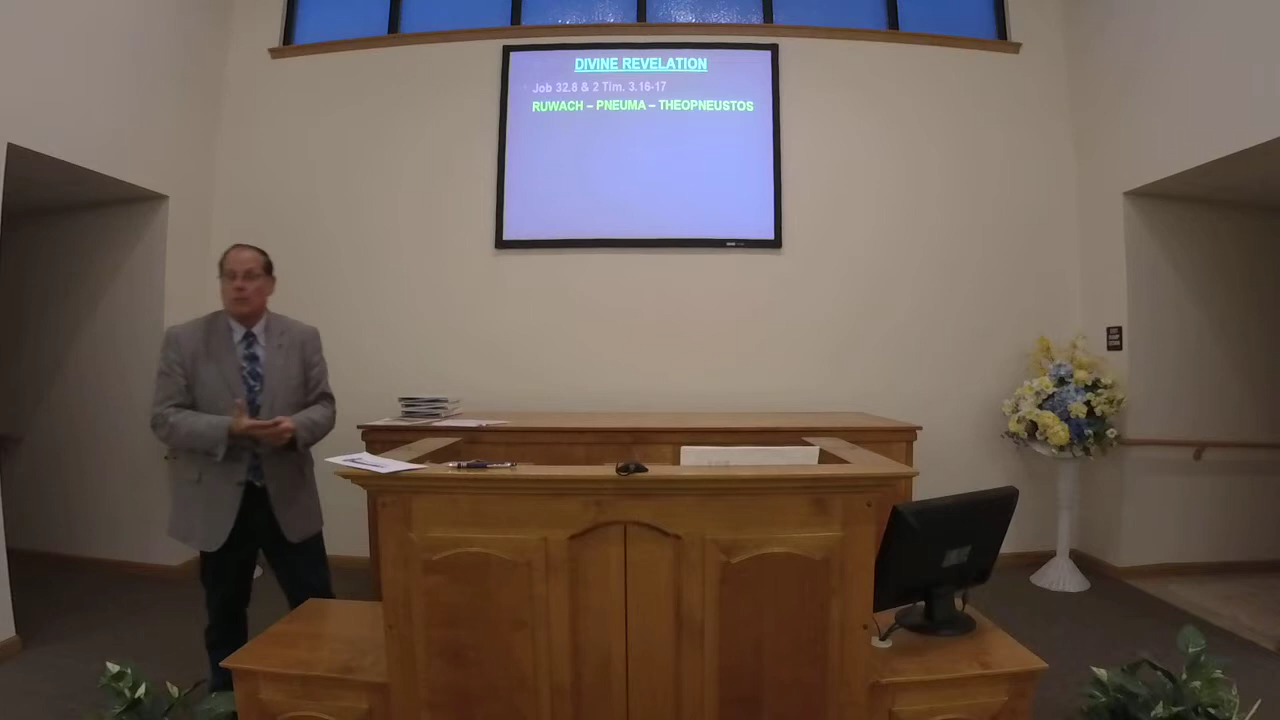 DIVINE REVELATION
Job 32.8 & 2 Tim. 3.16-17
RUWACH – PNEUMA – THEOPNEUSTOS